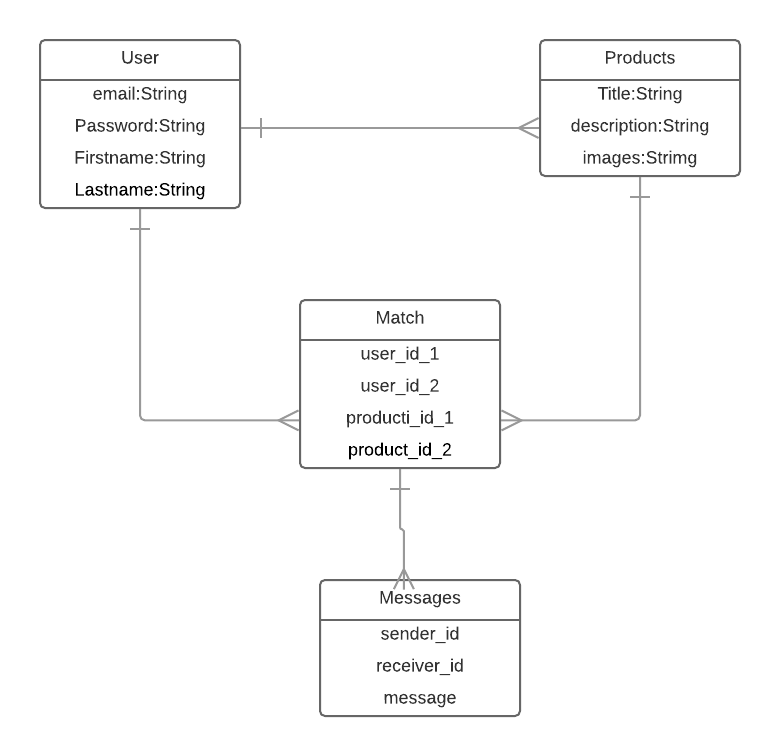 User
email:String
Password:String
Firstname:String
Lastname:String
Products
Title:String
description:String
images:Strimg
Match
user_id_1
user_id_2
producti_id_1
product_id_2
Messages
sender_id
receiver_id
message